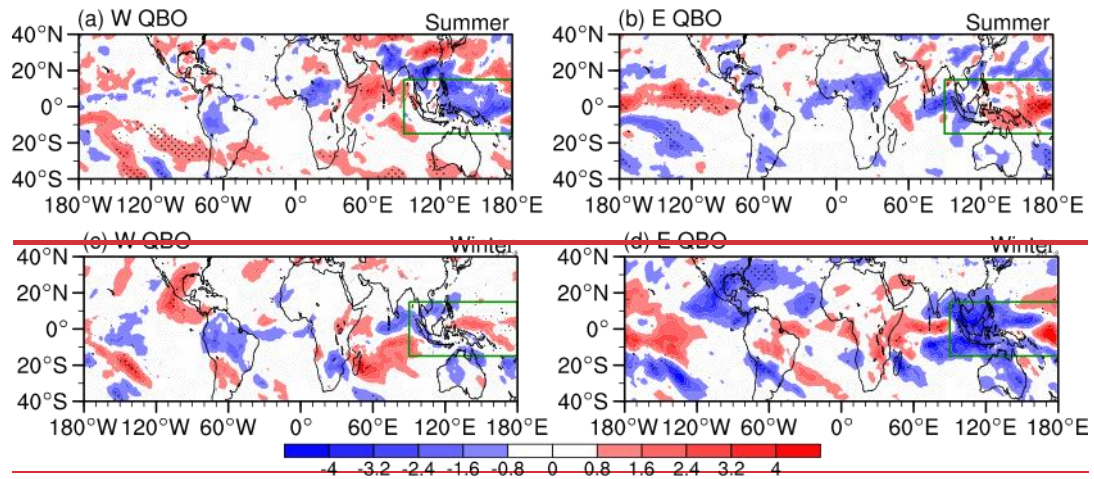 (a) W QBO Summer (b) E QBO Summer
40°N 40°N
20°N 20°N
0° 0°
20°S 20°S
40°S 40°S
180°W 120°W 60°W 0° 60°E 120°E 180°E 180°W 120°W 60°W 0° 60°E 120°E 180°E
(c) W QBO Winter (d) E QBO Winter
40°N 40°N
20°N 20°N
0° 0°
20°S 20°S
40°S 40°S
180°W 120°W 60°W 0° 60°E 120°E 180°E 180°W 120°W 60°W 0° 60°E 120°E 180°E
-4 -3.2 -2.4 -1.6 -0.8 0 0.8 1.6 2.4 3.2 4